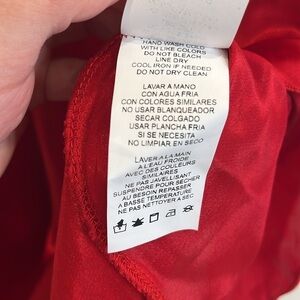 HAND WASH COLD
WITH LIKE COLORS
DO NOT BLEACH
LINE DRY
COOL IRON IF NEEDED
DO NOT DRY CLEAN
LAVAR A MANO
CON AGUA FRIA
CON COLORES SIMILARES
NO USAR BLANQUEADOR
SECAR COLGADO
USAR PLANCHA FRIA
SI SE NECESITA
NO LIMPIAR EN SECO
LAVER A LA MAIN
A L'EAU FROIDE
AVEC DES COULEURS
SIMILAIRES
NE PAS JAVELLISANT
SUSPENDRE POUR SECHER
AU BESOIN REPASSER
A BASSE TEMPERATURE
NE PAS NETTOYER A SEC